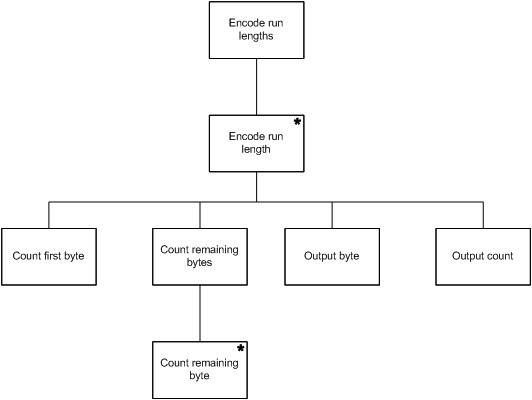 Encode run
lengths
*
Encode run
length
Count first byte
Count remaining
bytes
Output byte
Output count
*
Count remaining
byte